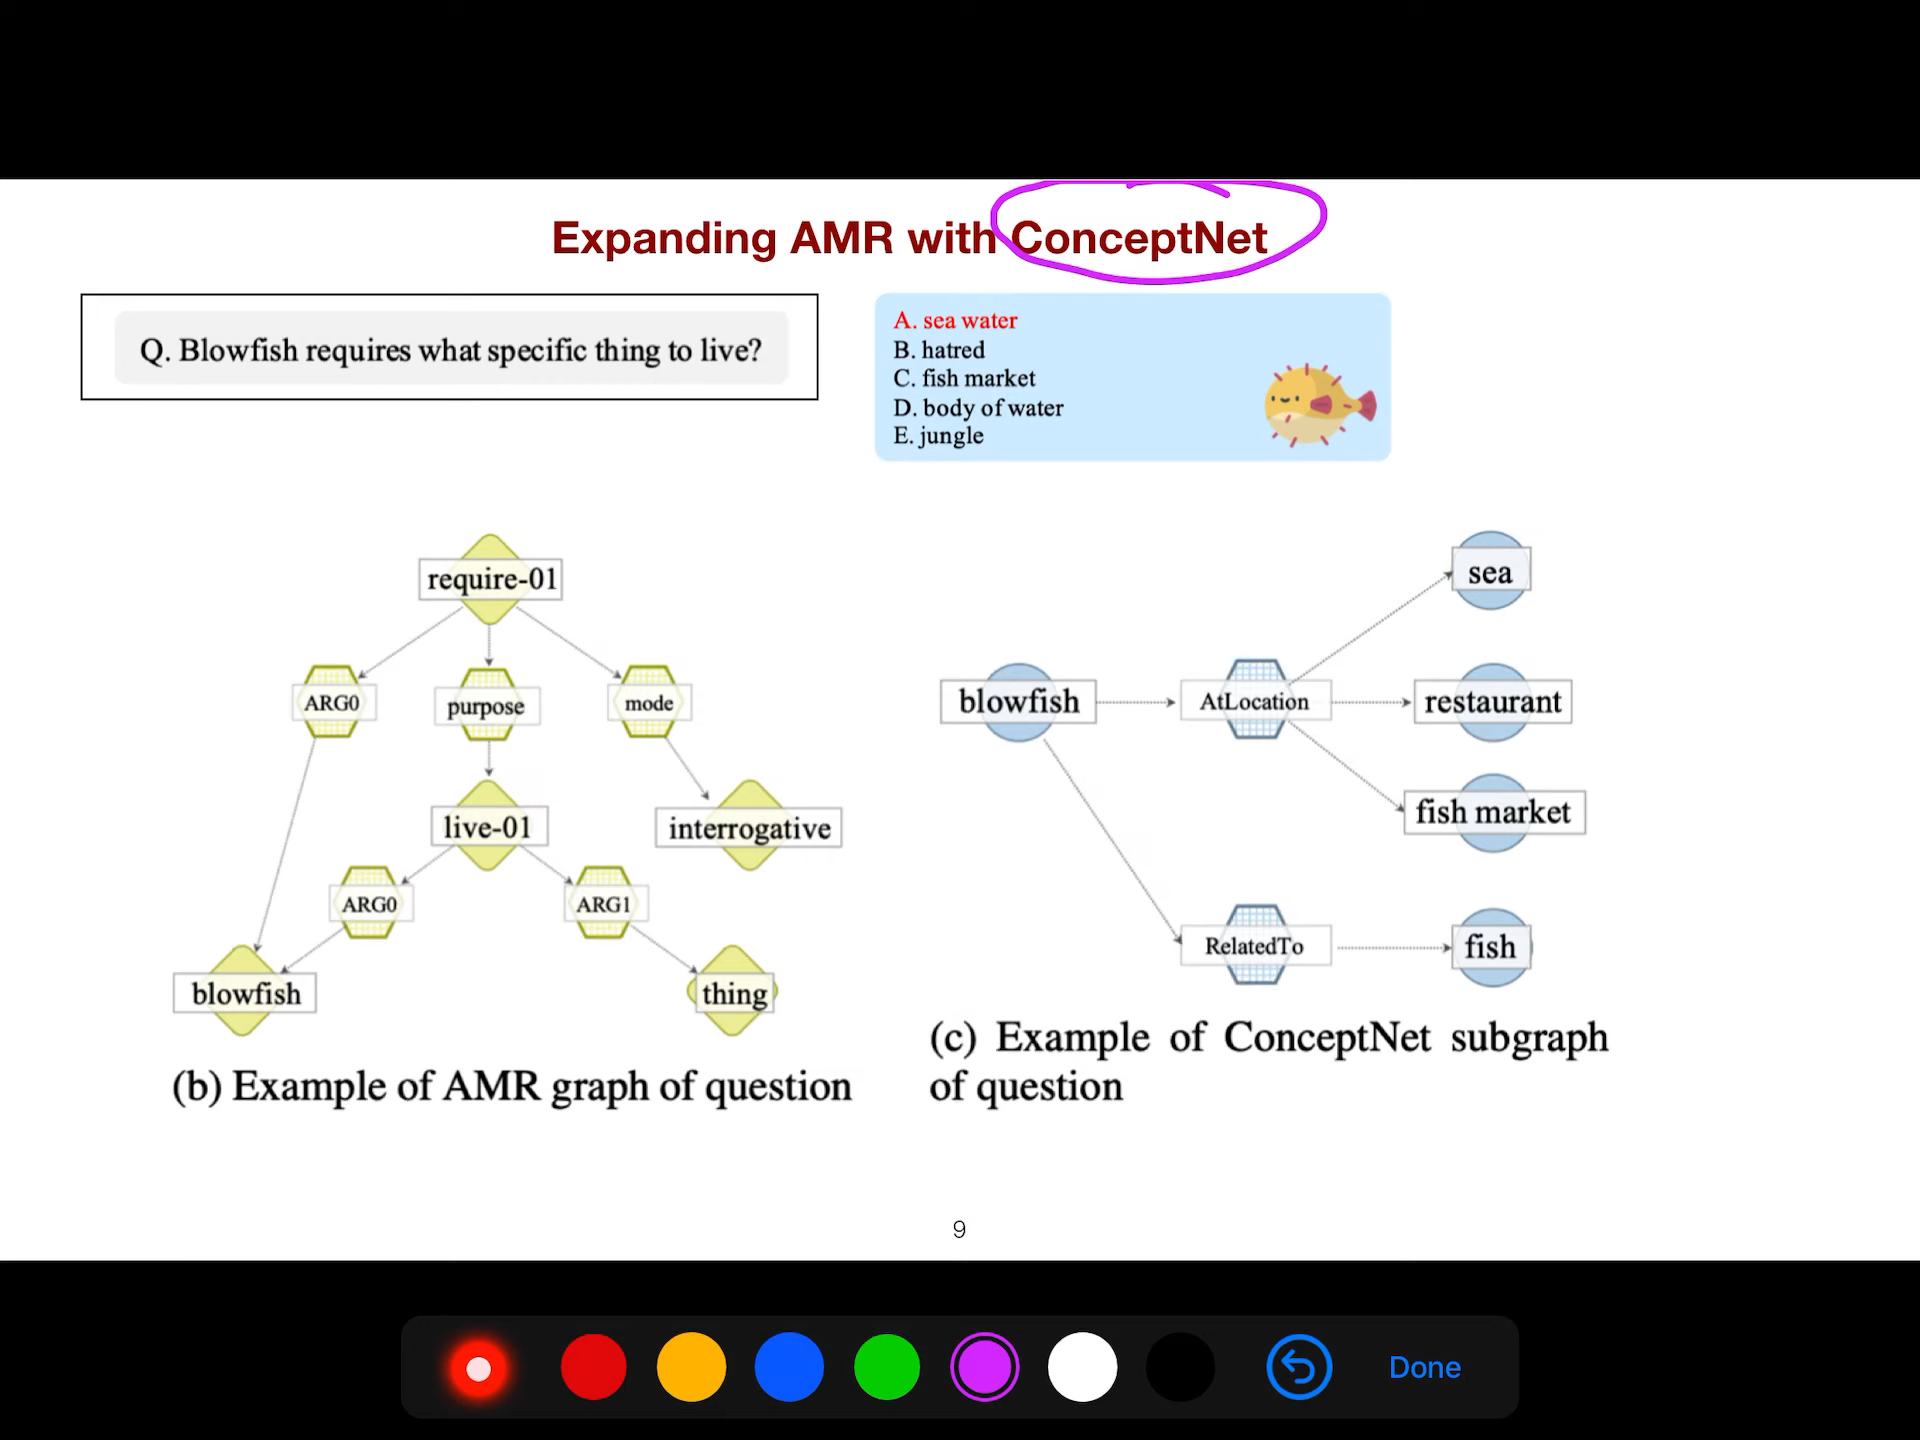 Expanding AMR with ConceptNet
Q. Blowfish requires what specific thing to live?
A. sea water
B. hatred
C. fish market
D. body of water
E. jungle
require-01
ARG0
purpose
mode
live-01
interrogative
ARG0
ARG1
blowfish
thing
(b) Example of AMR graph of question
sea
blowfish
AtLocation
restaurant
fish market
RelatedTo
fish
(c) Example of ConceptNet subgraph
of question
9
Done